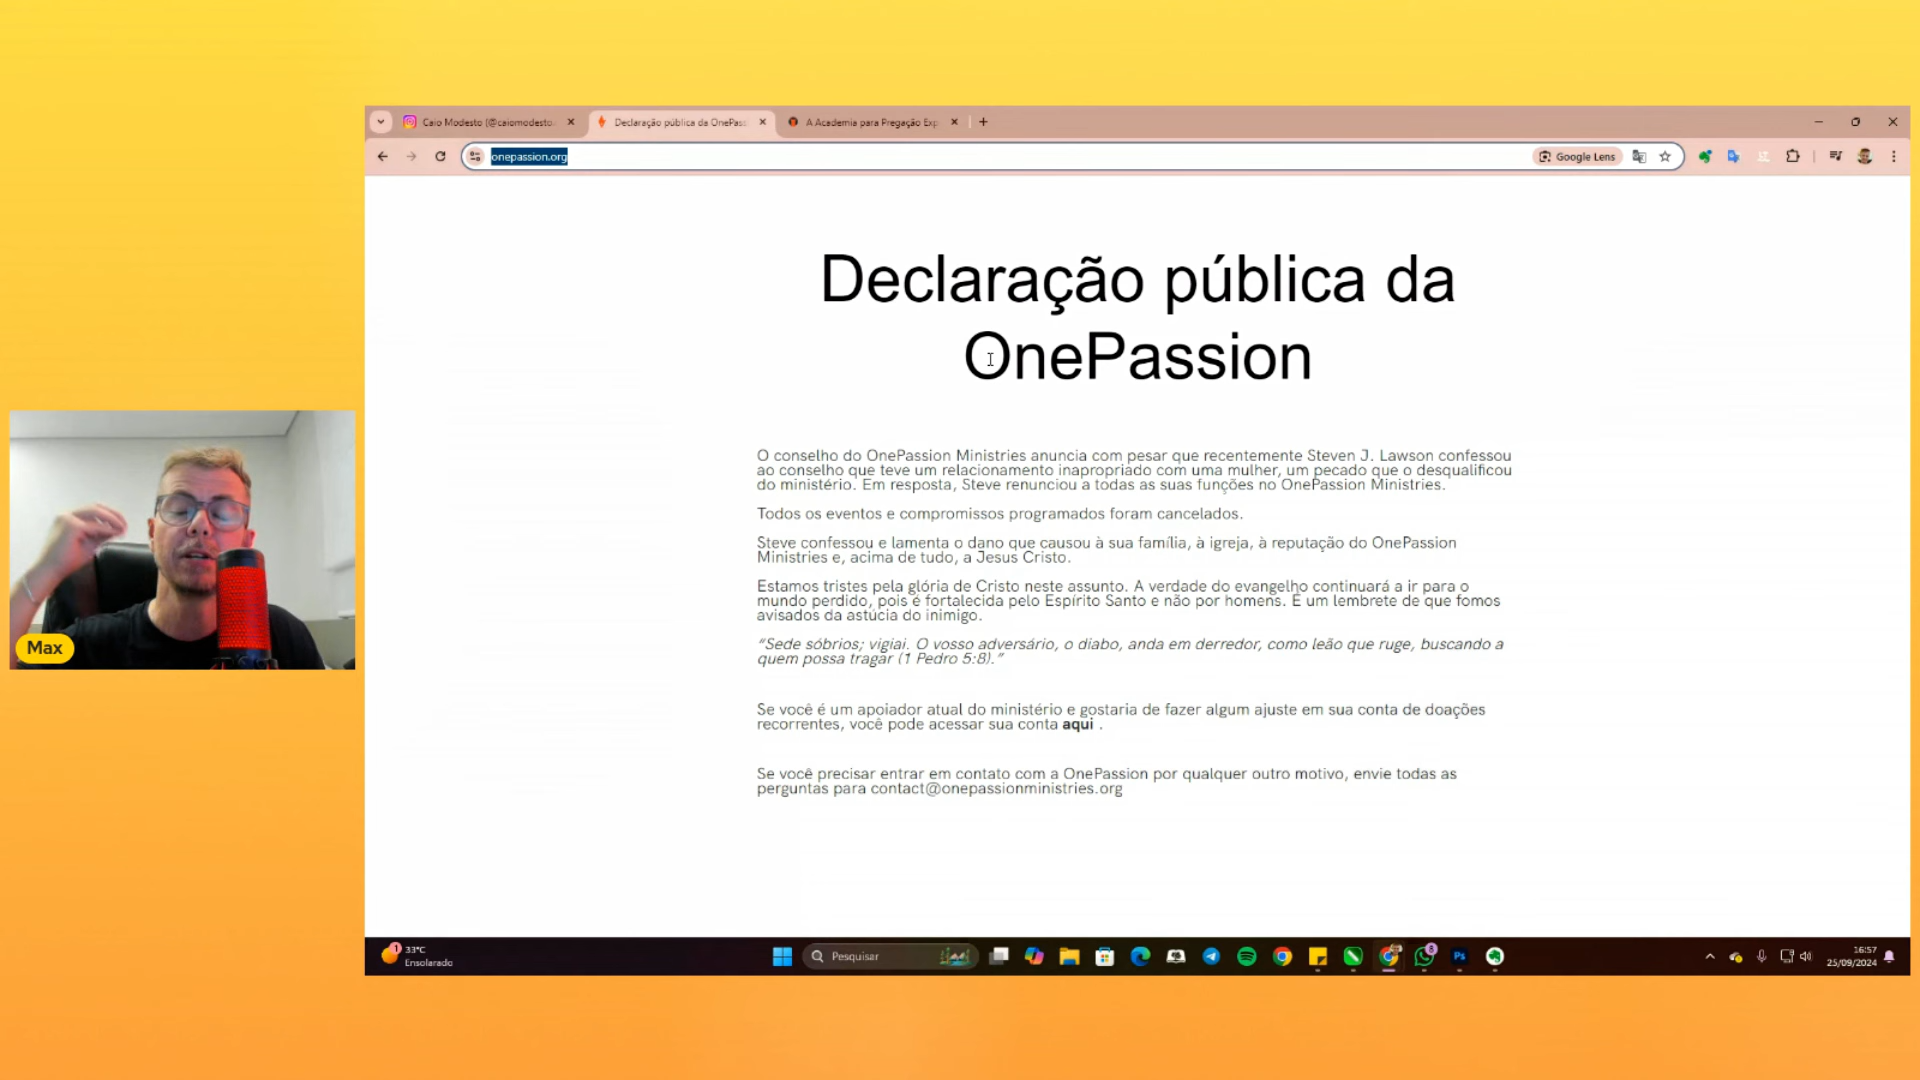 Caio Modesto (@caiomodesto.
Declaração pública da OnePass
A Academia para Pregação Exp
onepassion.org
Google Lens
Declaração pública da
OnePassion
O conselho do OnePassion Ministries anuncia com pesar que recentemente Steven J. Lawson confessou
ao conselho que teve um relacionamento inapropriado com uma mulher, um pecado que o desqualificou
do ministério. Em resposta, Steve renunciou a todas as suas funções no OnePassion Ministries.
Todos os eventos e compromissos programados foram cancelados.
Steve confessou e lamenta o dano que causou à sua família, à igreja, à reputação do OnePassion
Ministries e, acima de tudo, a Jesus Cristo.
Estamos tristes pela glória de Cristo neste assunto. A verdade do evangelho continuará a ir para o
mundo perdido, pois é fortalecida pelo Espírito Santo e não por homens. É um lembrete de que fomos
avisados da astúcia do inimigo.
“Sede sóbrios; vigiai. O vosso adversário, o diabo, anda em derredor, como leão que ruge, buscando a
quem possa tragar (1 Pedro 5:8).”
Se você é um apoiador atual do ministério e gostaria de fazer algum ajuste em sua conta de doações
recorrentes, você pode acessar sua conta aqui .
Se você precisar entrar em contato com a OnePassion por qualquer outro motivo, envie todas as
perguntas para contact@onepassionministries.org
Max
1
33°C
Ensolarado
Pesquisar
8
Ps
16:57
25/09/2024